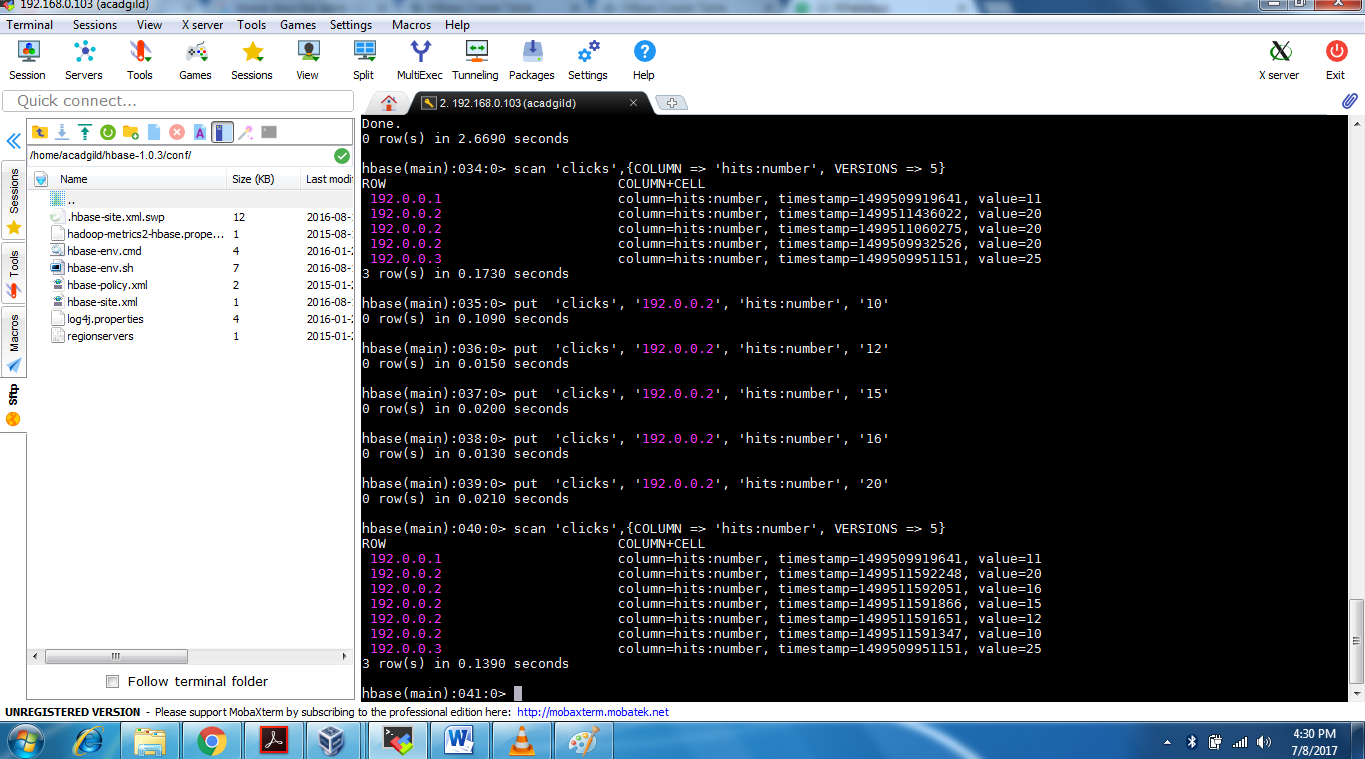 192.168.0.103 (acadgild)
Terminal Sessions View X server Tools Games Settings Macros Help
Session Servers Tools Games Sessions View Split MultiExec Tunneling Packages Settings Help X server Exit
Quick connect...
2. 192.168.0.103 (acadgild)
/home/acadgild/hbase-1.0.3/conf/
Name Size (KB) Last modi
..
.hbase-site.xml.swp 12 2016-08-
hadoop-metrics2-hbase.prope... 1 2015-08-
hbase-env.cmd 4 2016-01-2
hbase-env.sh 7 2016-08-
hbase-policy.xml 2 2015-01-2
hbase-site.xml 1 2016-08-
log4j.properties 4 2016-01-2
regionservers 1 2015-01-2
Sessions
Tools
Macros
Sftp
Follow terminal folder
Done.
0 row(s) in 2.6690 seconds
hbase(main):034:0> scan 'clicks',{COLUMN => 'hits:number', VERSIONS => 5}
ROW COLUMN+CELL
192.0.0.1 column=hits:number, timestamp=1499509919641, value=11
192.0.0.2 column=hits:number, timestamp=1499511436022, value=20
192.0.0.2 column=hits:number, timestamp=1499511060275, value=20
192.0.0.2 column=hits:number, timestamp=1499509932526, value=20
192.0.0.3 column=hits:number, timestamp=1499509951151, value=25
3 row(s) in 0.1730 seconds
hbase(main):035:0> put 'clicks', '192.0.0.2', 'hits:number', '10'
0 row(s) in 0.1090 seconds
hbase(main):036:0> put 'clicks', '192.0.0.2', 'hits:number', '12'
0 row(s) in 0.0150 seconds
hbase(main):037:0> put 'clicks', '192.0.0.2', 'hits:number', '15'
0 row(s) in 0.0200 seconds
hbase(main):038:0> put 'clicks', '192.0.0.2', 'hits:number', '16'
0 row(s) in 0.0130 seconds
hbase(main):039:0> put 'clicks', '192.0.0.2', 'hits:number', '20'
0 row(s) in 0.0210 seconds
hbase(main):040:0> scan 'clicks',{COLUMN => 'hits:number', VERSIONS => 5}
ROW COLUMN+CELL
192.0.0.1 column=hits:number, timestamp=1499509919641, value=11
192.0.0.2 column=hits:number, timestamp=1499511592248, value=20
192.0.0.2 column=hits:number, timestamp=1499511592051, value=16
192.0.0.2 column=hits:number, timestamp=1499511591866, value=15
192.0.0.2 column=hits:number, timestamp=1499511591651, value=12
192.0.0.2 column=hits:number, timestamp=1499511591347, value=10
192.0.0.3 column=hits:number, timestamp=1499509951151, value=25
3 row(s) in 0.1390 seconds
hbase(main):041:0>
UNREGISTERED VERSION - Please support MobaXterm by subscribing to the professional edition here: http://mobaxterm.mobatek.net
4:30 PM
7/8/2017